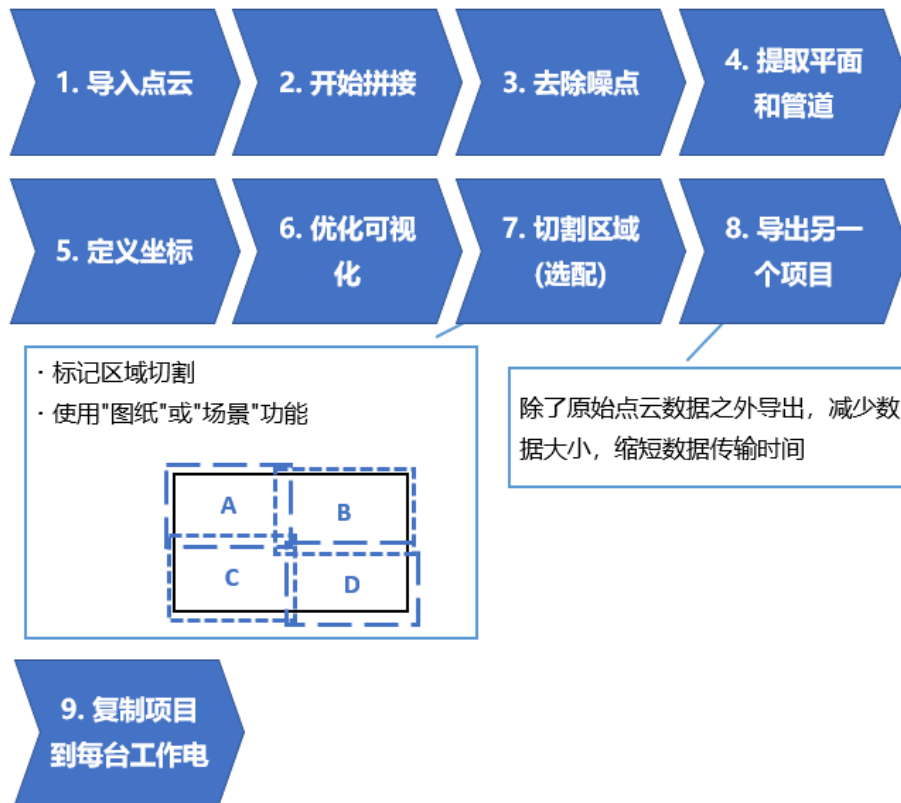 1. 导入点云
2. 开始拼接
3. 去除噪点
4. 提取平面
和管道
5. 定义坐标
6. 优化可视
化
7. 切割区域
(选配)
8. 导出另一
个项目
· 标记区域切割
· 使用"图纸"或"场景"功能
A
B
C
D
除了原始点云数据之外导出，减少数
据大小，缩短数据传输时间
9. 复制项目
到每台工作电